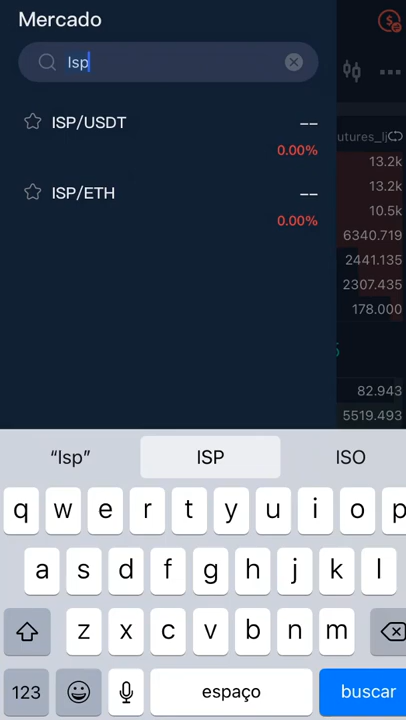 Mercado
Isp
ISP/USDT --
0.00%
ISP/ETH --
0.00%
utures_lj
13.2k
13.2k
10.5k
6340.719
2441.135
2307.435
178.000
82.943
5519.493
“Isp” ISP ISO
q w e r t y u i o p
a s d f g h j k l
z x c v b n m
123 espaço buscar